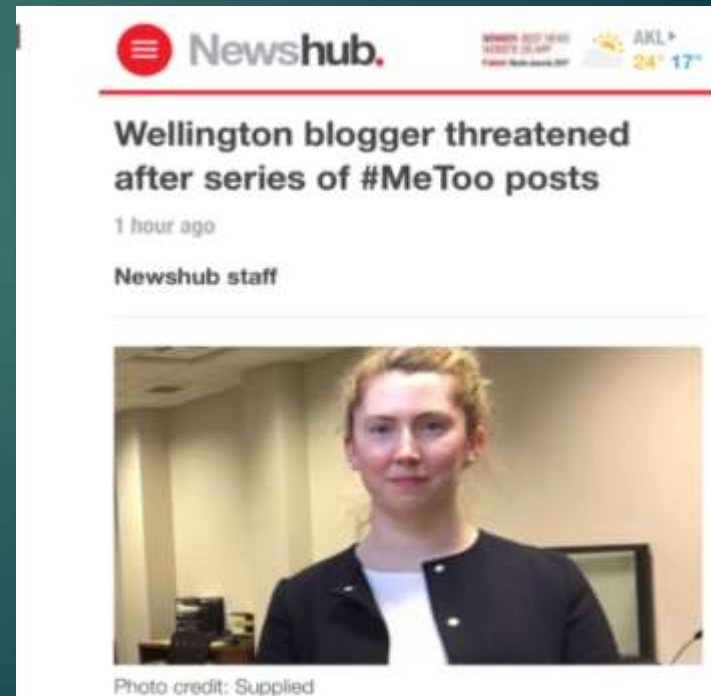 Newshub.
AKL
24° 17°
Wellington blogger threatened
after series of #MeToo posts
1 hour ago
Newshub staff
Photo credit: Supplied